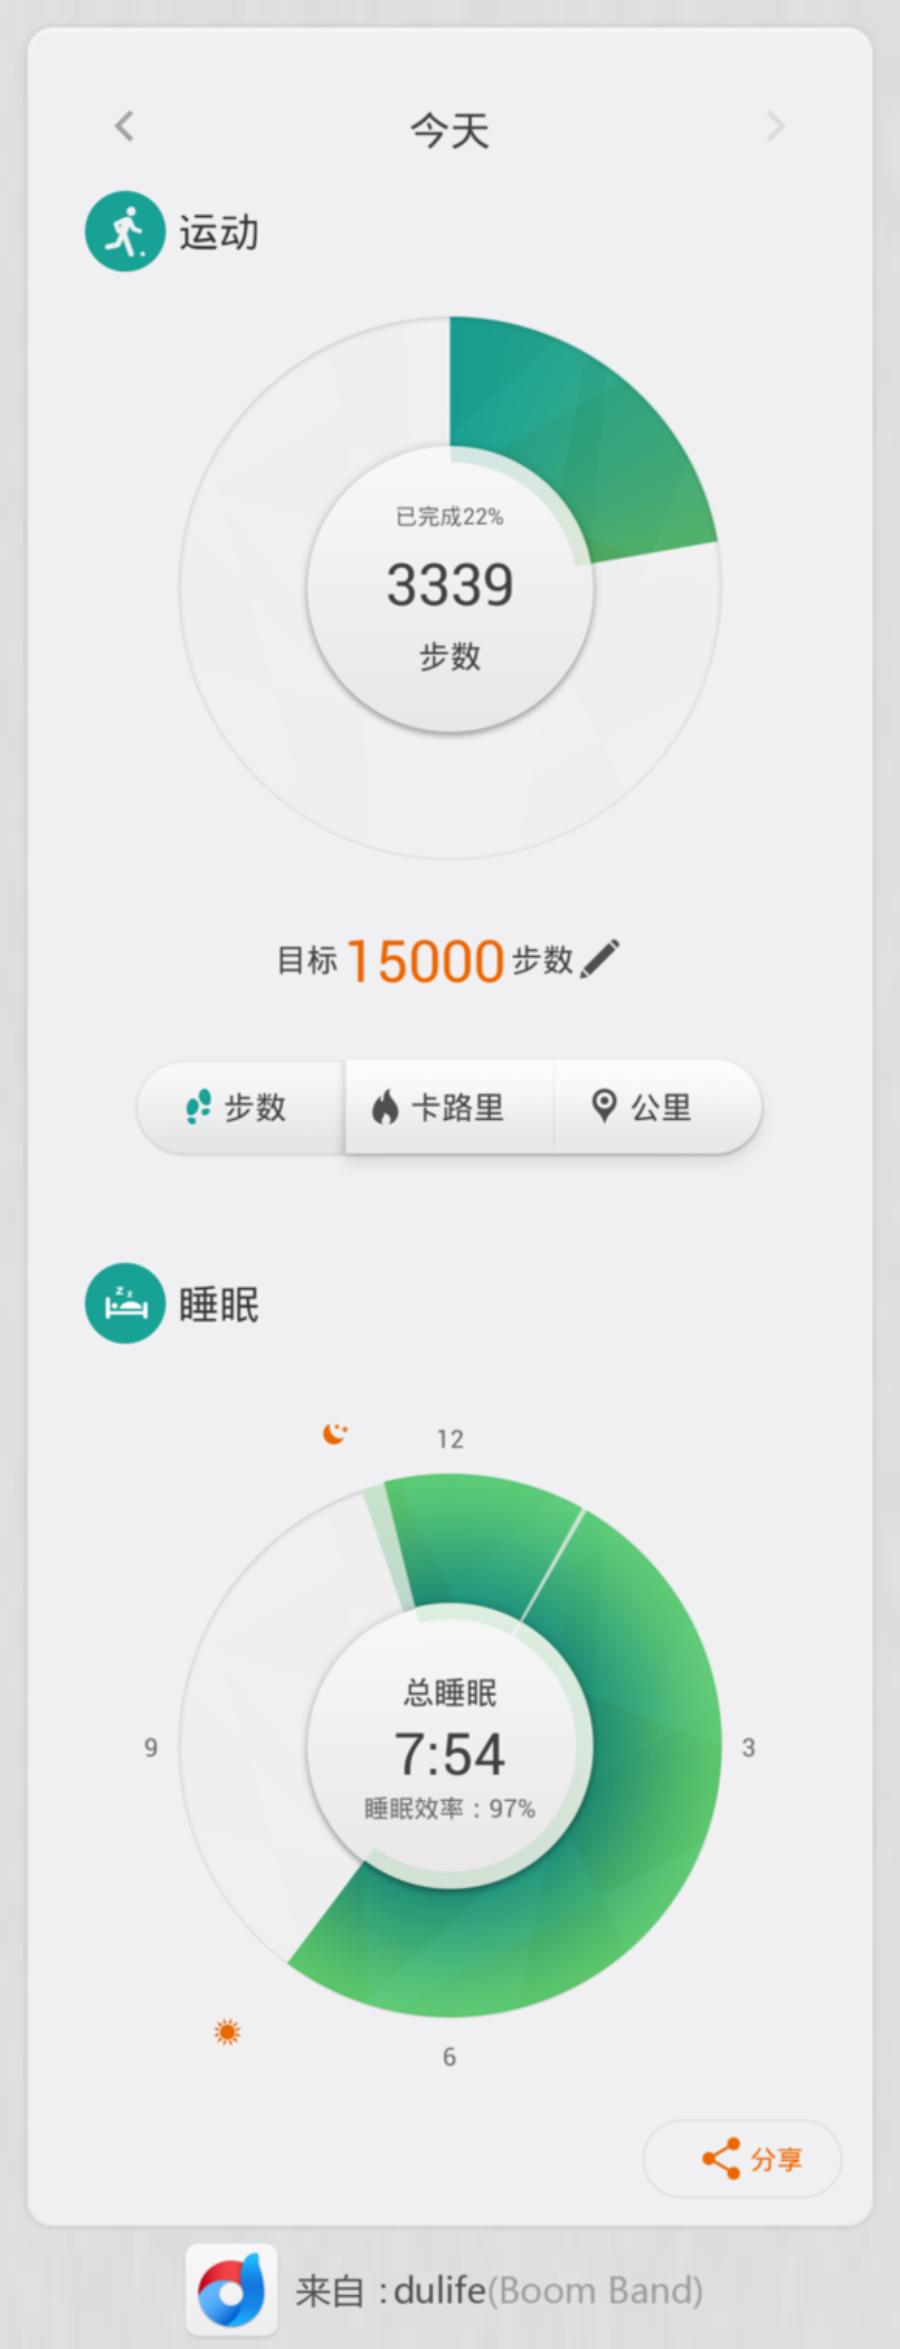 今天
运动
已完成22%
3339
步数
目标 15000 步数
步数 卡路里 公里
睡眠
12
总睡眠
9 7:54 3
睡眠效率：97%
6
分享
来自：dulife(Boom Band)